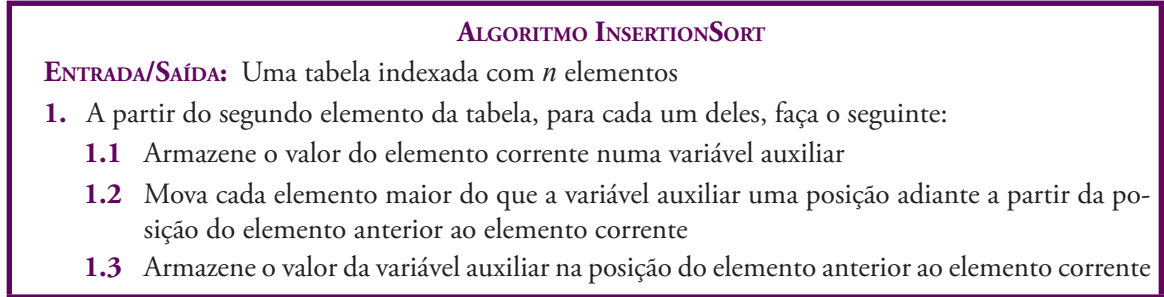 ALGORITMO INSERTIONSORT
ENTRADA/SAÍDA: Uma tabela indexada com n elementos
1. A partir do segundo elemento da tabela, para cada um deles, faça o seguinte:
1.1 Armazene o valor do elemento corrente numa variável auxiliar
1.2 Mova cada elemento maior do que a variável auxiliar uma posição adiante a partir da po-
sição do elemento anterior ao elemento corrente
1.3 Armazene o valor da variável auxiliar na posição do elemento anterior ao elemento corrente